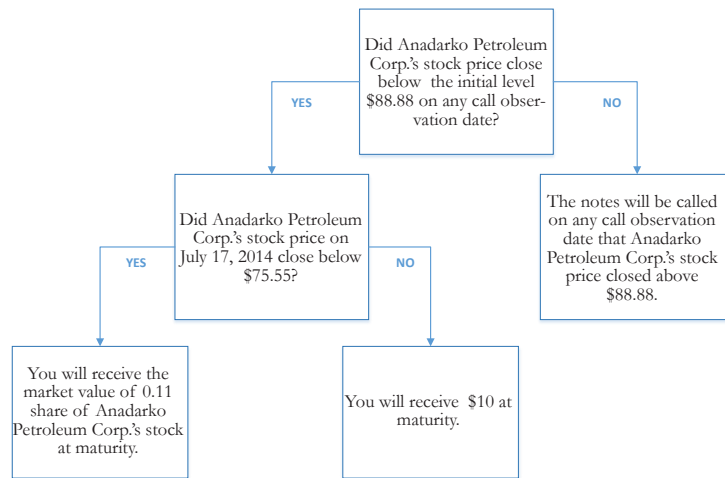 Did Anadarko Petroleum
Corp.'s stock price close
below the initial level
$88.88 on any call obser-
vation date?
YES
NO
Did Anadarko Petroleum
Corp.'s stock price on
July 17, 2014 close below
$75.55?
The notes will be called
on any call observation
date that Anadarko
Petroleum Corp.'s stock
price closed above
$88.88.
YES
NO
You will receive the
market value of 0.11
share of Anadarko
Petroleum Corp.'s stock
at maturity.
You will receive $10 at
maturity.